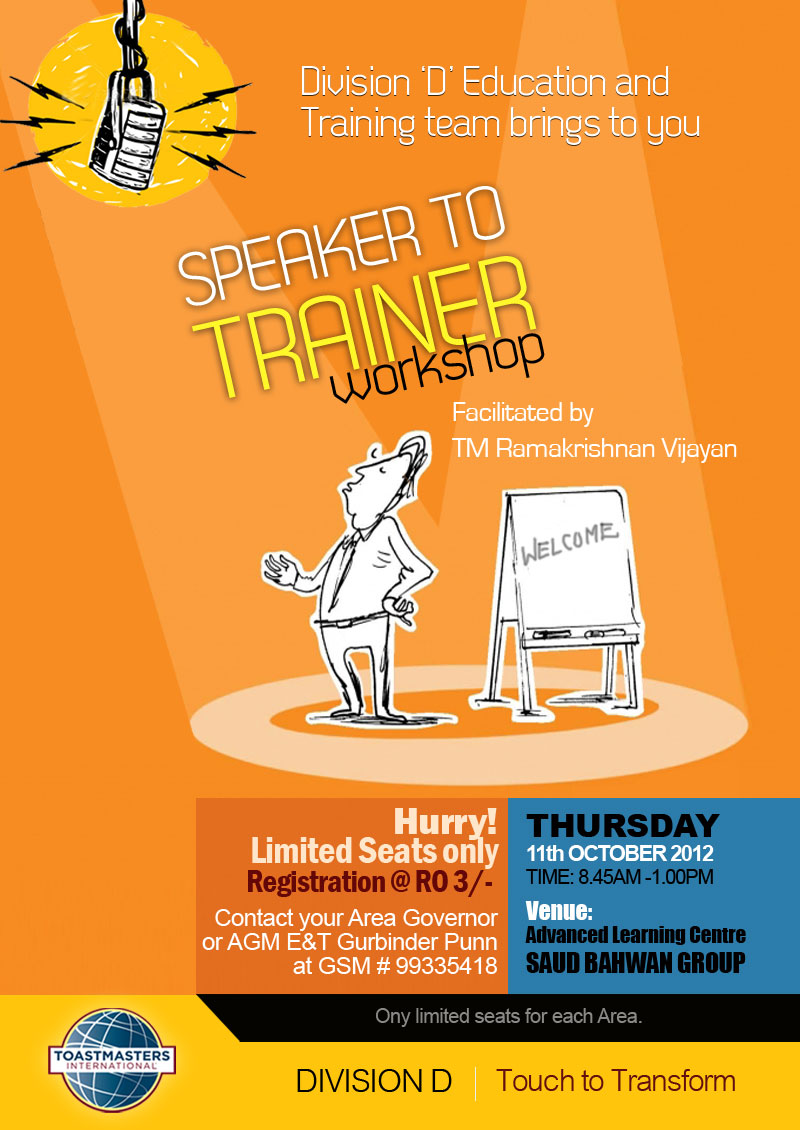 Division ‘D’ Education and
Training team brings to you
SPEAKER TO
TRAINER
workshop
Facilitated by
TM Ramakrishnan Vijayan
WELCOME
Hurry!
Limited Seats only
Registration @ RO 3/-
Contact your Area Governor
or AGM E&T Gurbinder Punn
at GSM # 99335418
THURSDAY
11th OCTOBER 2012
TIME: 8.45AM -1.00PM
Venue:
Advanced Learning Centre
SAUD BAHWAN GROUP
Ony limited seats for each Area.
TOASTMASTERS
INTERNATIONAL
DIVISION D | Touch to Transform